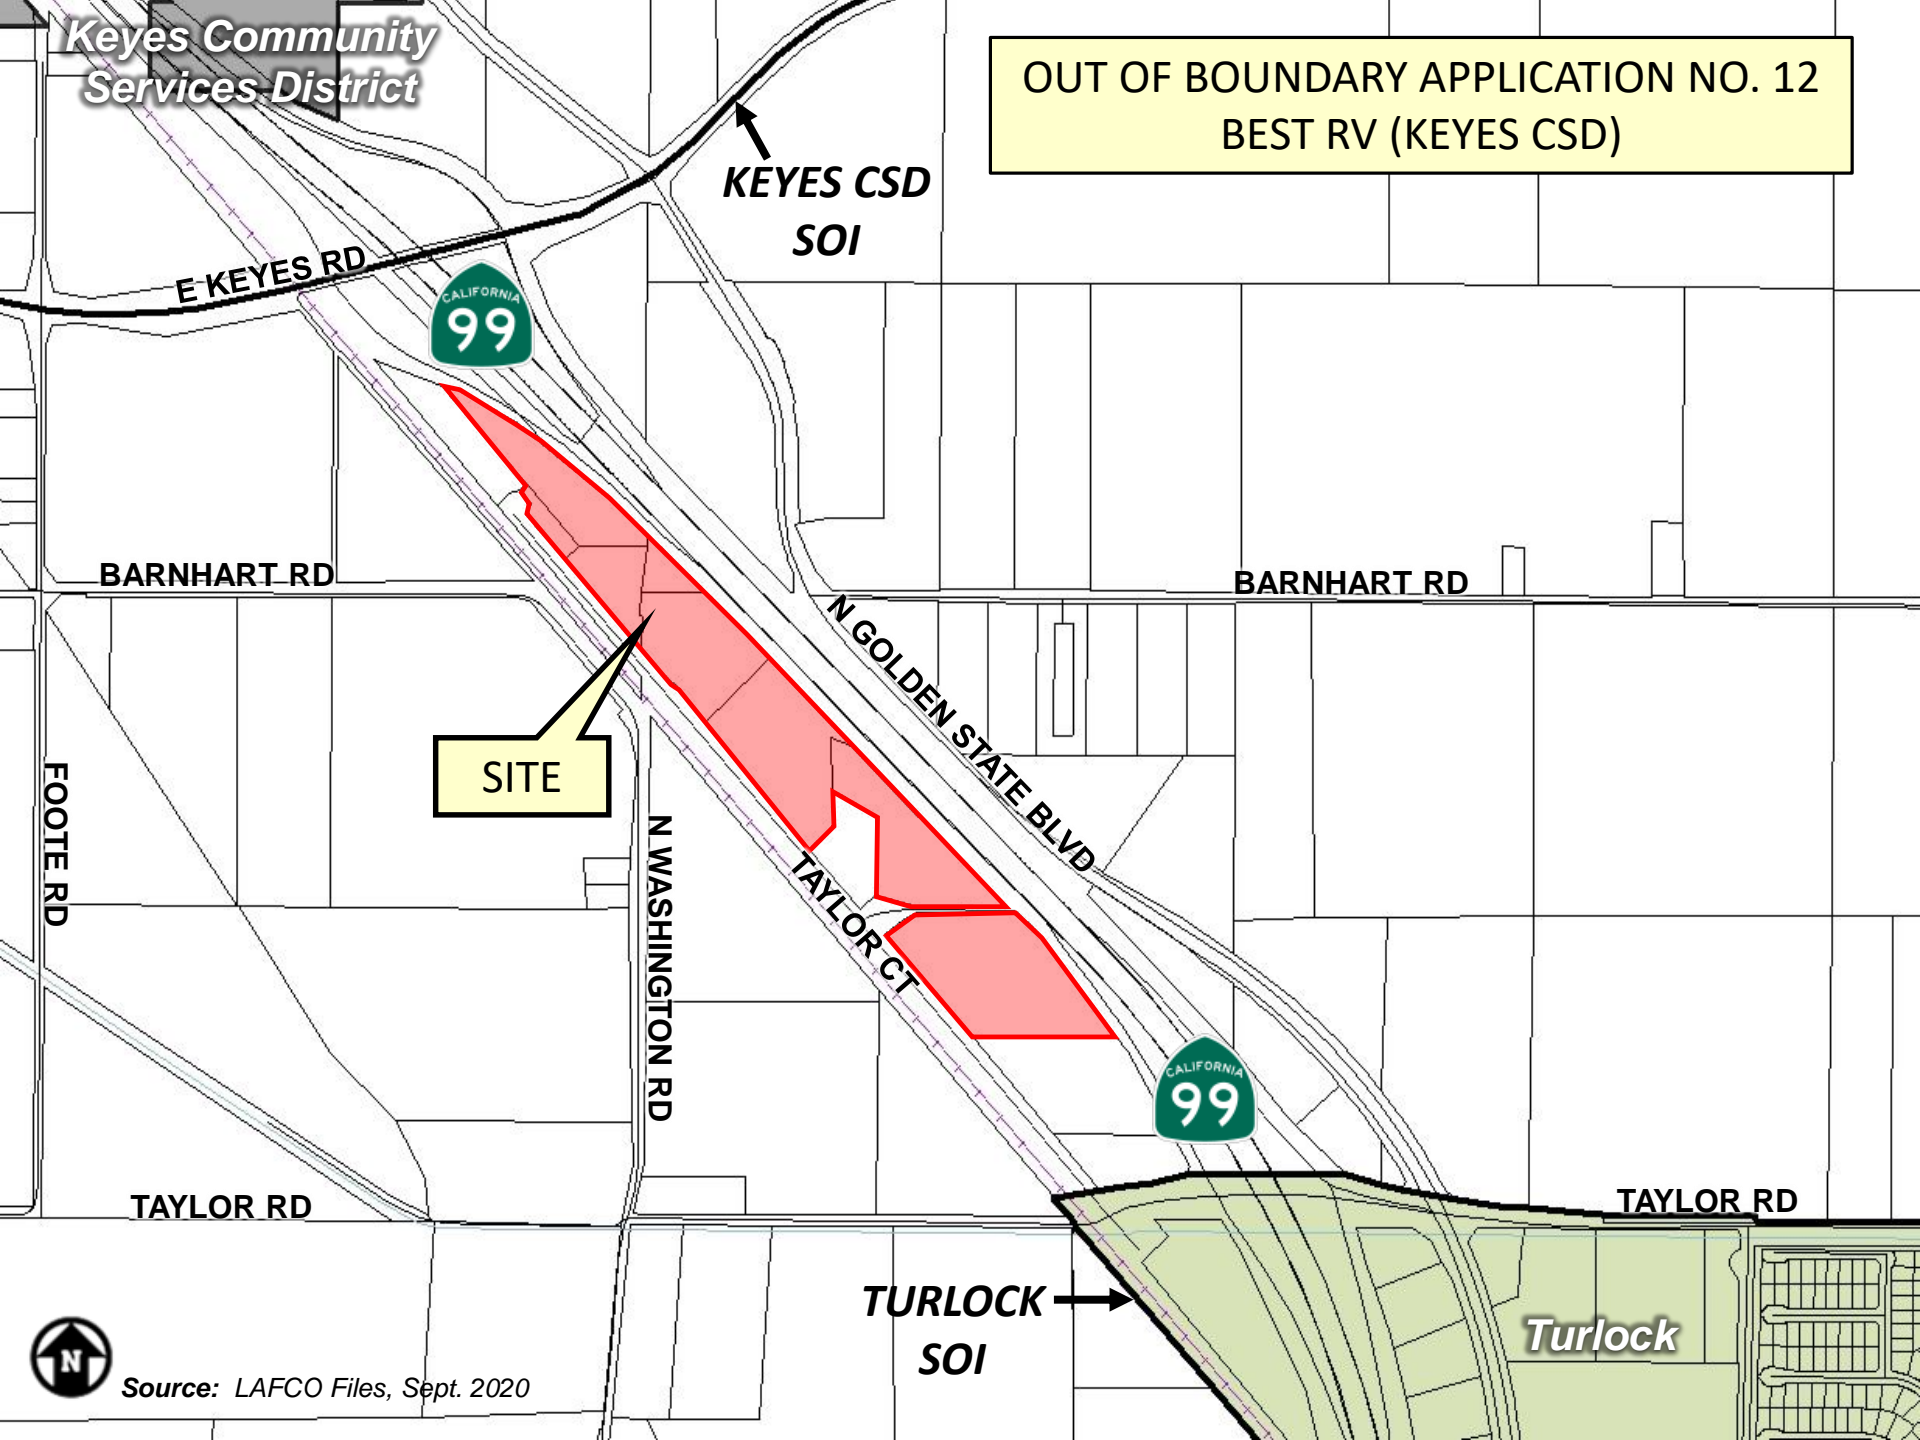 Keyes Community
Services District
OUT OF BOUNDARY APPLICATION NO. 12
BEST RV (KEYES CSD)
KEYES CSD
SOI
E KEYES RD
CALIFORNIA
99
BARNHART RD
BARNHART RD
N GOLDEN STATE BLVD
SITE
FOOTE RD
N WASHINGTON RD
TAYLOR CT
CALIFORNIA
99
TAYLOR RD
TAYLOR RD
TURLOCK
SOI
Turlock
N
Source: LAFCO Files, Sept. 2020